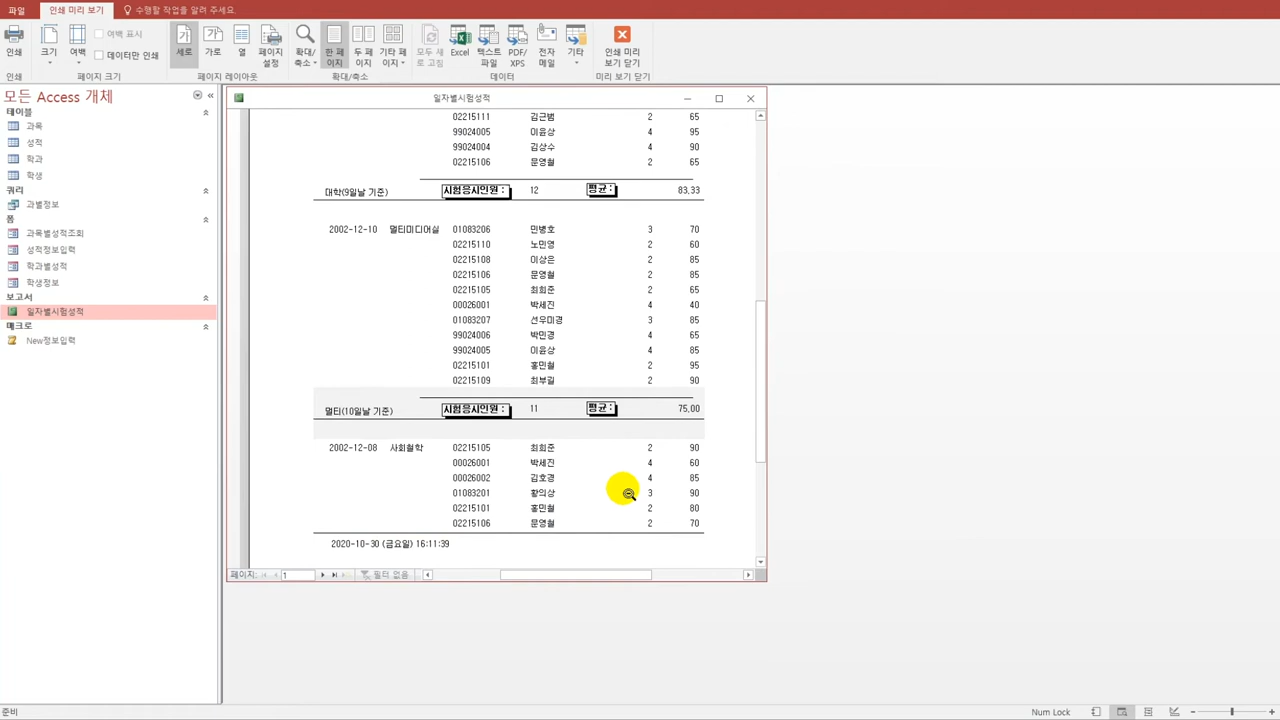 파일 인쇄 미리 보기 수행할 작업을 알려 주세요.
인쇄 크기 여백 여백 표시 데이터만 인쇄 세로 가로 열 페이지 설정 확대/축소 한 페이지 두 페이지 기타 페이지 모두 새로 고침 Excel 텍스트 파일 PDF/XPS 전자 메일 기타 인쇄 미리 보기 닫기
인쇄 페이지 크기 페이지 레이아웃 확대/축소 데이터 미리 보기 닫기
모든 Access 개체
테이블
과목
성적
학과
학생
쿼리
과별정보
폼
과목별성적조회
성적정보입력
학과별성적
학생정보
보고서
일자별시험성적
매크로
New정보입력
일자별시험성적
02215111 김근범 2 65
99024005 이윤상 4 95
99024004 김상수 4 90
02215106 문영철 2 65
대학(9일날 기준) 시험응시인원 : 12 평균 : 83.33
2002-12-10 멀티미디어실 01083206 민병호 3 70
02215110 노민영 2 60
02215108 이상은 2 85
02215106 문영철 2 85
02215105 최희준 2 65
00026001 박세진 4 40
01083207 선우미경 3 85
99024006 박민경 4 65
99024005 이윤상 4 85
02215101 홍민철 2 95
02215109 최부길 2 90
멀티(10일날 기준) 시험응시인원 : 11 평균 : 75.00
2002-12-08 사회철학 02215105 최희준 2 90
00026001 박세진 4 60
00026002 김호경 4 85
01083201 황의상 3 90
02215101 홍민철 2 80
02215106 문영철 2 70
2020-10-30 (금요일) 16:11:39
페이지: 1 필터 없음
준비 Num Lock